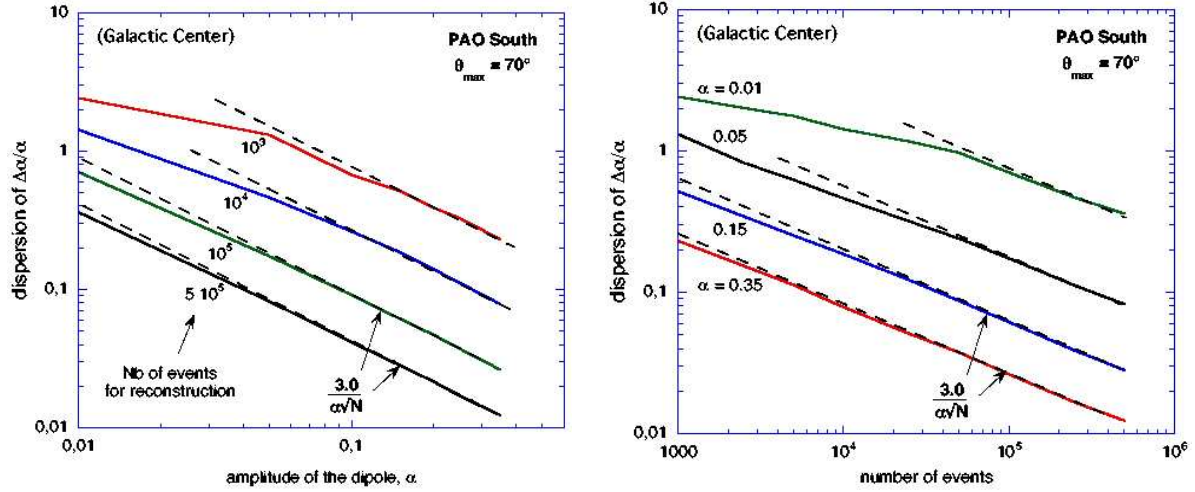 10
(Galactic Center)
PAO South
θmax = 70°
1
0,1
0,01
10³
10⁴
10⁵
5 10⁵
Nb of events
for reconstruction
3.0
α√N
0,01
0,1
amplitude of the dipole, α
dispersion of Δα/α
10
(Galactic Center)
PAO South
θmax = 70°
1
0,1
0,01
α = 0.01
0.05
0.15
α = 0.35
3.0
α√N
1000
10⁴
10⁵
10⁶
number of events
dispersion of Δα/α